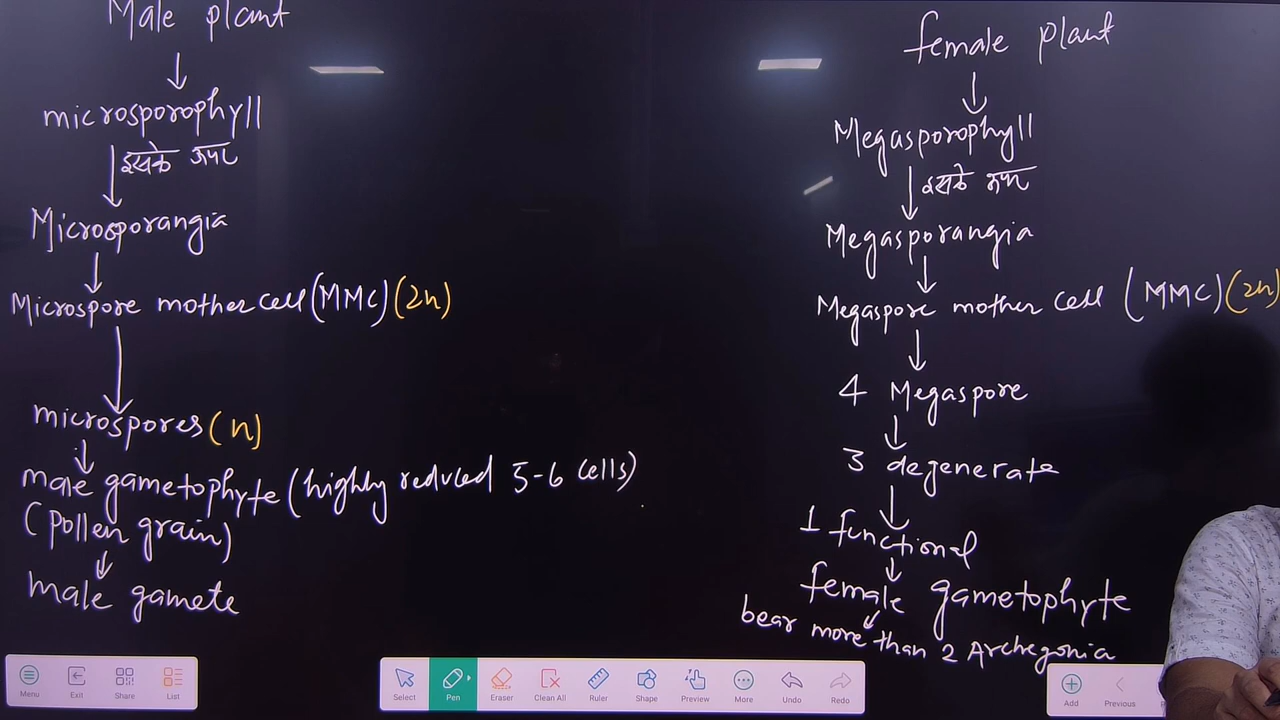 Male plant
microsporophyll
इसके ऊपर
Microsporangia
Microspore mother cell (MMC) (2n)
microspores (n)
male gametophyte (highly reduced 5-6 cells)
(Pollen grain)
male gamete
female plant
Megasporophyll
इसके ऊपर
Megasporangia
Megaspore mother cell (MMC) (2n)
4 Megaspore
3 degenerate
1 functional
female gametophyte
bear more than 2 Archegonia
Menu Exit Share List
Select Pen Eraser Clean All Ruler Shape Preview More Undo Redo
Add Previous